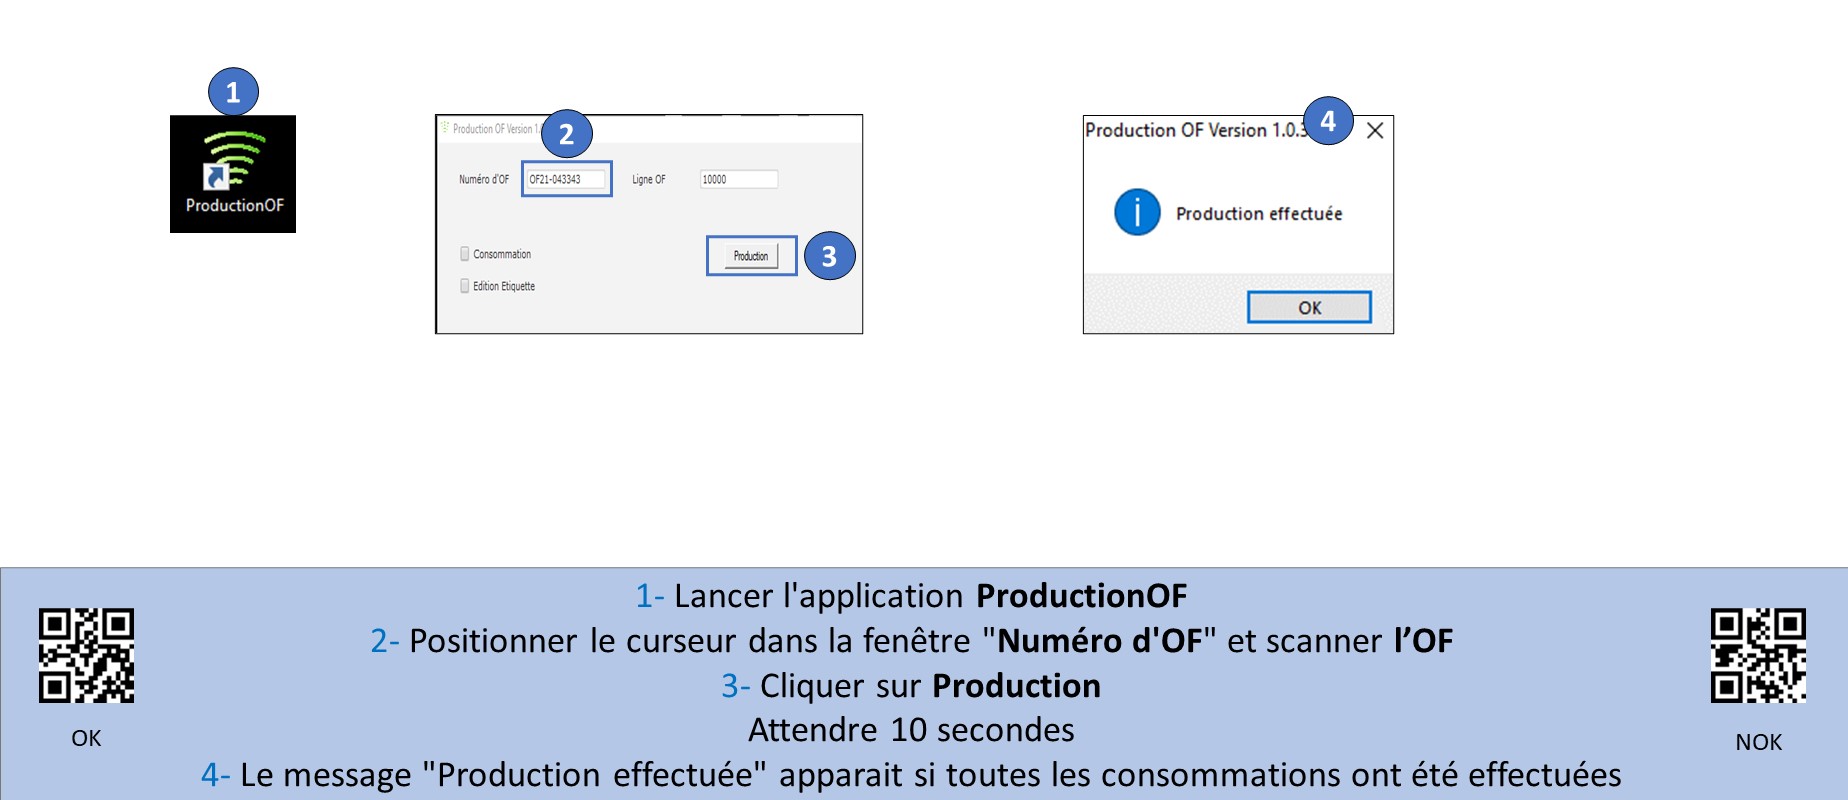 1
ProductionOF
Production OF Version 1.
2
Numéro d'OF
OF21-043343
Ligne OF
10000
Consommation
Production
3
Edition Etiquette
4
Production OF Version 1.0.3
Production effectuée
OK
1- Lancer l'application ProductionOF
2- Positionner le curseur dans la fenêtre "Numéro d'OF" et scanner l’OF
3- Cliquer sur Production
Attendre 10 secondes
4- Le message "Production effectuée" apparait si toutes les consommations ont été effectuées
OK
NOK